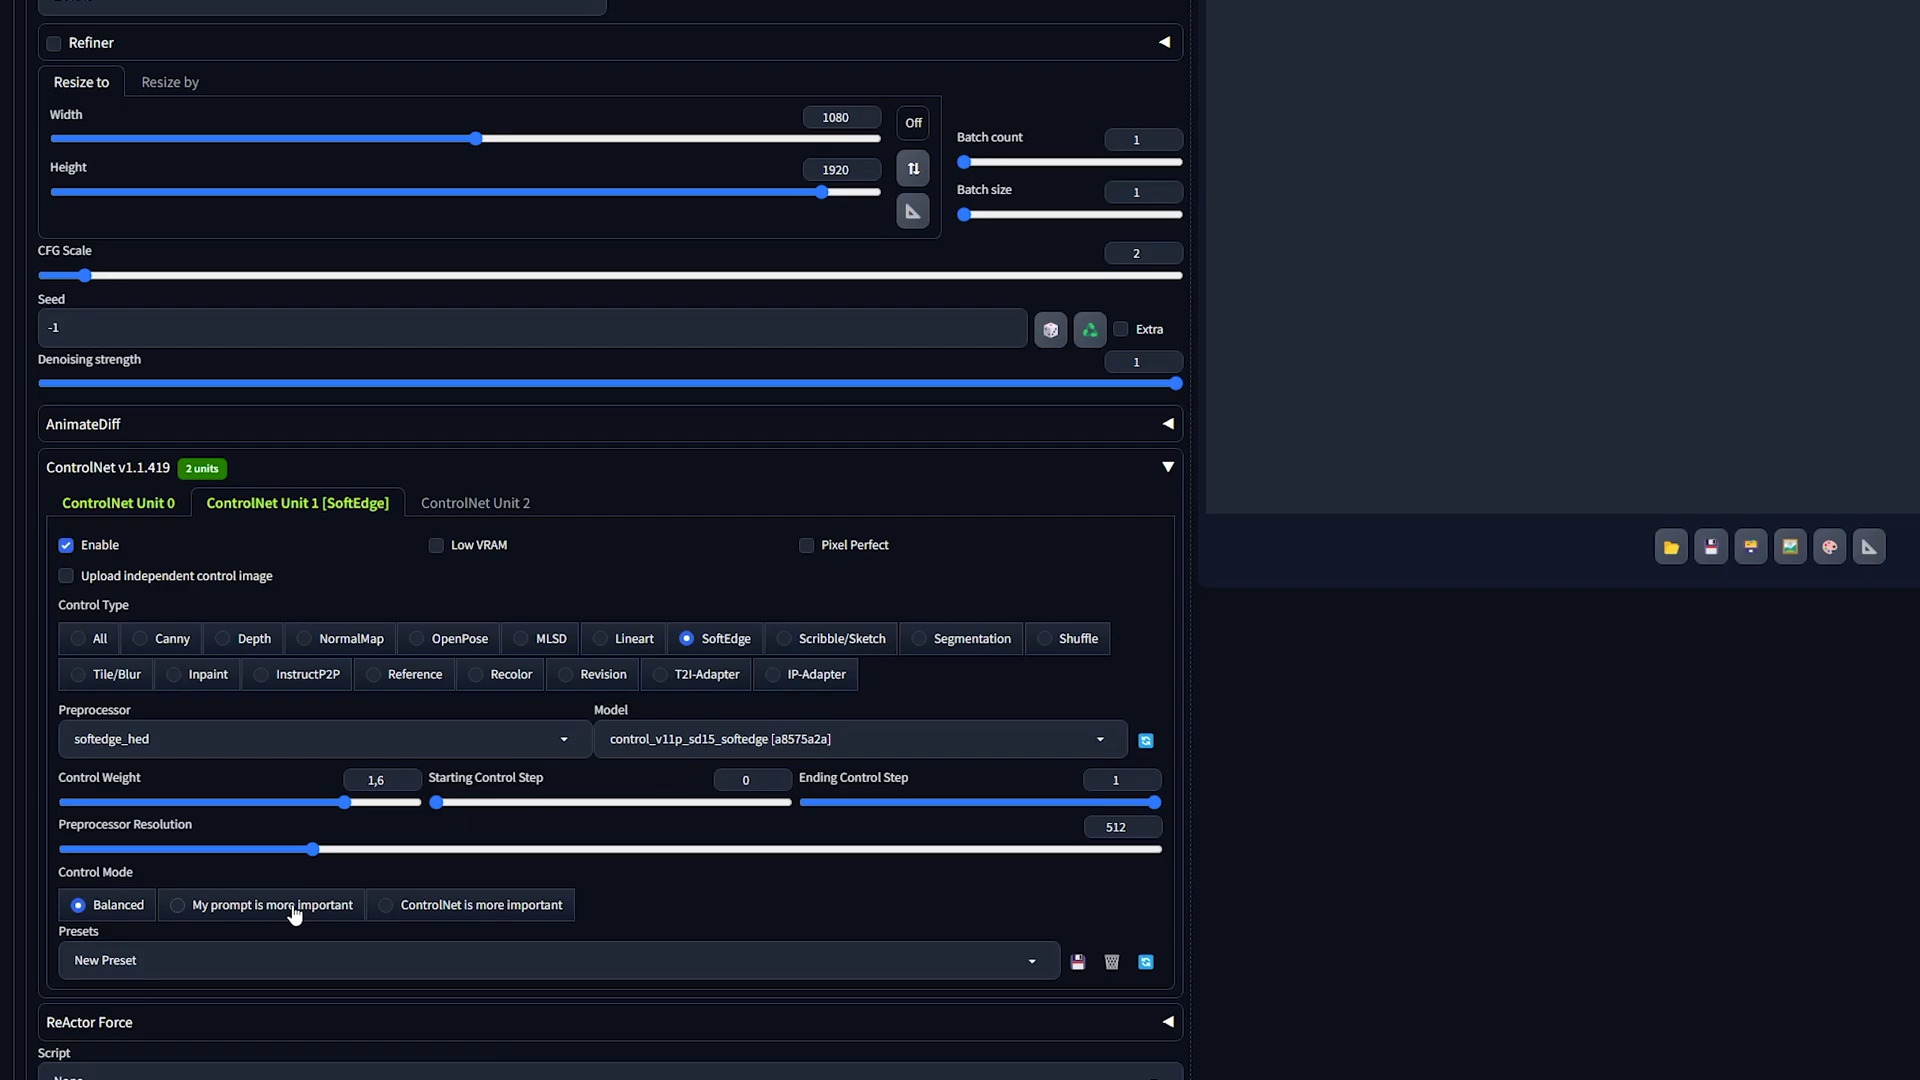 Refiner
Resize to Resize by
Width 1080 Off
Batch count 1
Height 1920
Batch size 1
CFG Scale 2
Seed
-1 Extra
Denoising strength 1
AnimateDiff
ControlNet v1.1.419 2 units
ControlNet Unit 0 ControlNet Unit 1 [SoftEdge] ControlNet Unit 2
Enable Low VRAM Pixel Perfect
Upload independent control image
Control Type
All Canny Depth NormalMap OpenPose MLSD Lineart SoftEdge Scribble/Sketch Segmentation Shuffle
Tile/Blur Inpaint InstructP2P Reference Recolor Revision T2I-Adapter IP-Adapter
Preprocessor Model
softedge_hed control_v11p_sd15_softedge [a8575a2a]
Control Weight 1,6 Starting Control Step 0 Ending Control Step 1
Preprocessor Resolution 512
Control Mode
Balanced My prompt is more important ControlNet is more important
Presets
New Preset
ReActor Force
Script